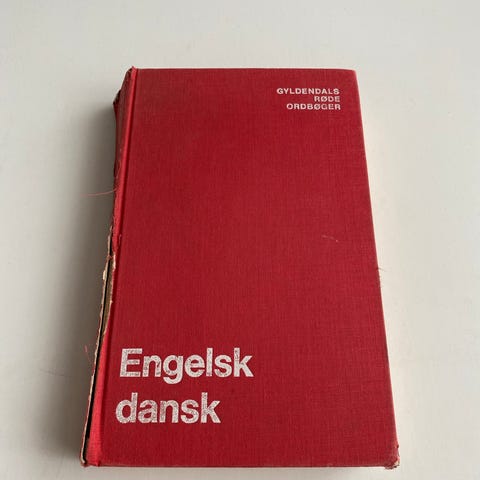 GYLDENDALS
RØDE
ORDBØGER
Engelsk
dansk